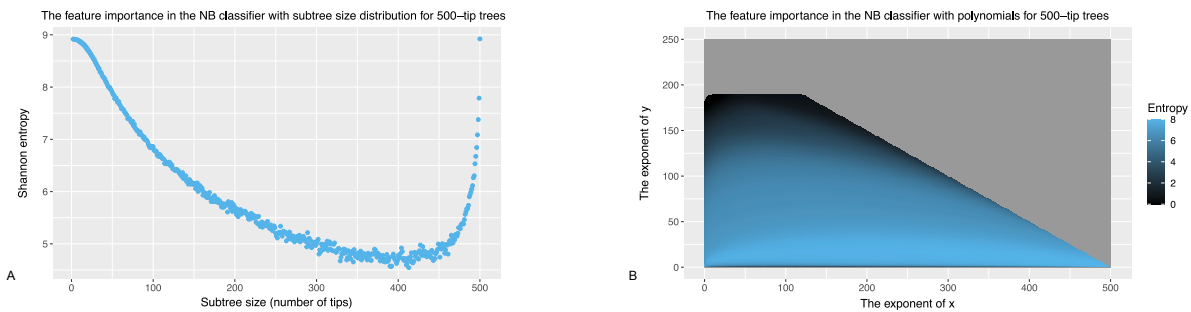 The feature importance in the NB classifier with subtree size distribution for 500−tip trees
9
8
7
6
5
Shannon entropy
0 100 200 300 400 500
Subtree size (number of tips)
A
The feature importance in the NB classifier with polynomials for 500−tip trees
250
200
150
100
50
0
The exponent of y
0 100 200 300 400 500
The exponent of x
B
Entropy
8
6
4
2
0